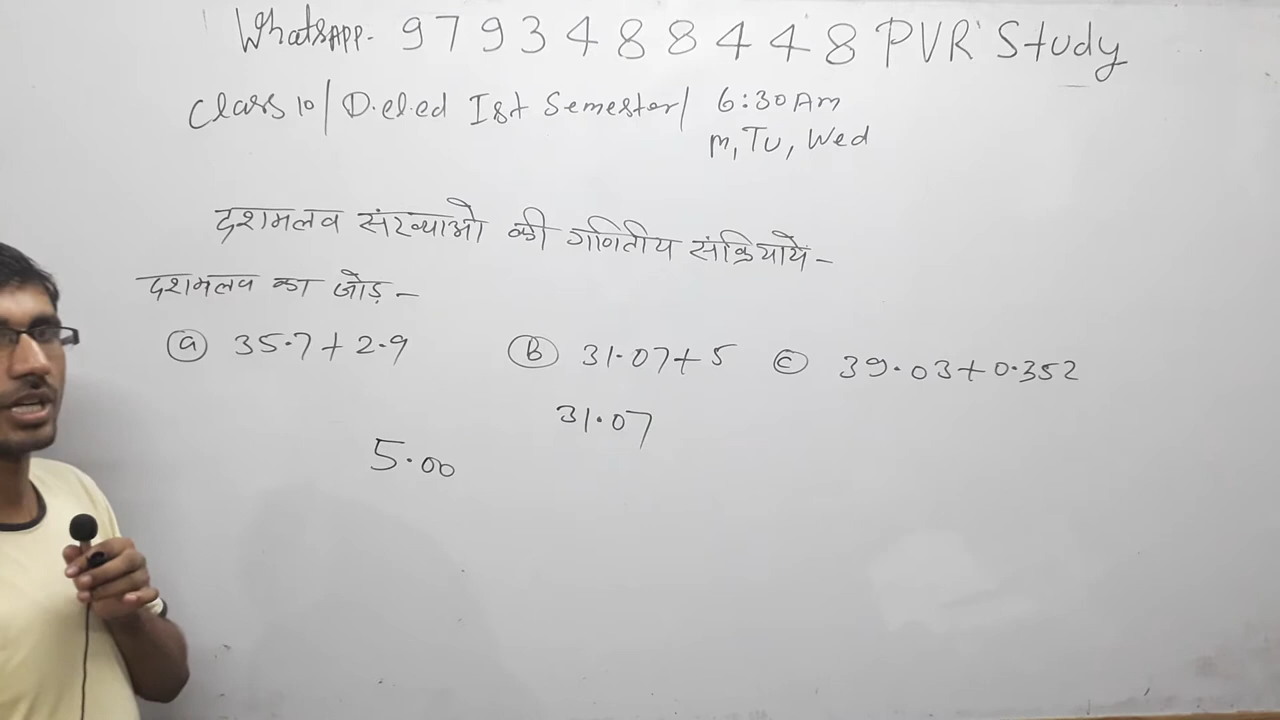 WhatsAPP. 9793488448 PVR Study
Class 10/ D.el.ed Ist Semester/ 6:30 Am
m, Tu, Wed
दशमलव संख्याओ की गणितीय संक्रियाये -
दशमलव का जोड़ -
(a) 35.7+2.9 (B) 31.07+5 (C) 39.03+0.352
31.07
5.00